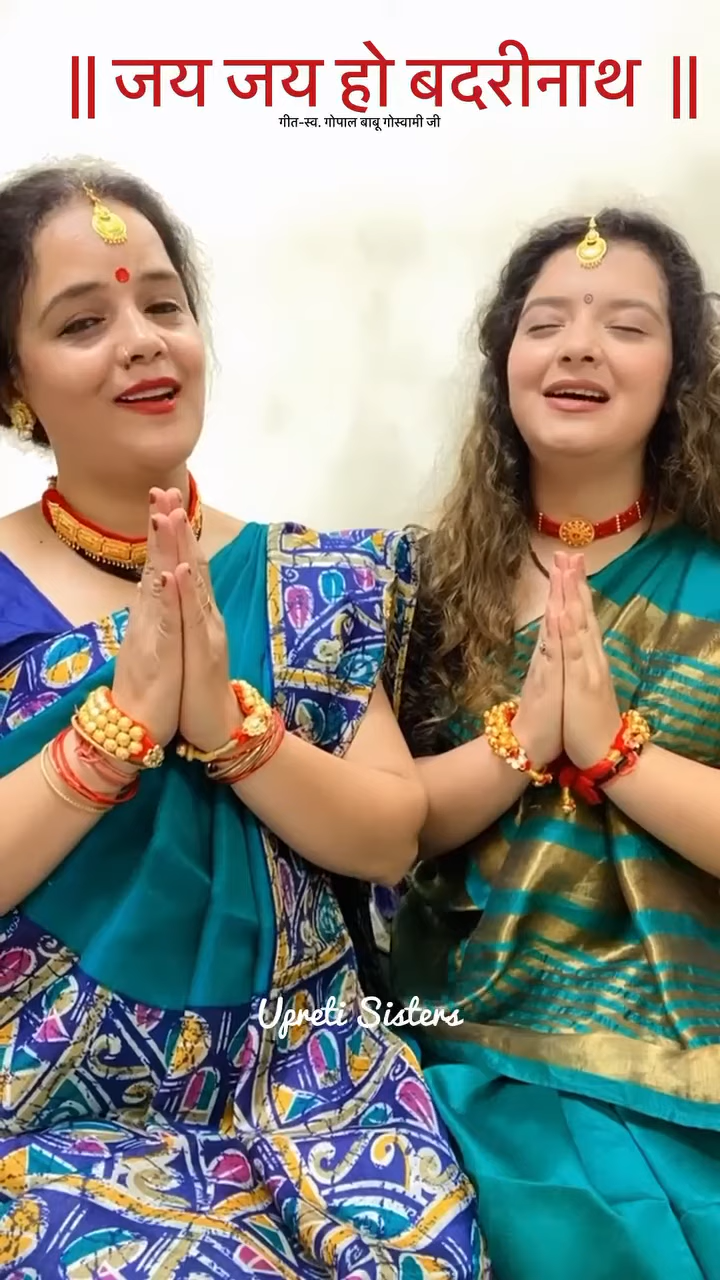 || जय जय हो बदरीनाथ ||
गीत-स्व. गोपाल बाबू गोस्वामी जी
Upreti Sisters